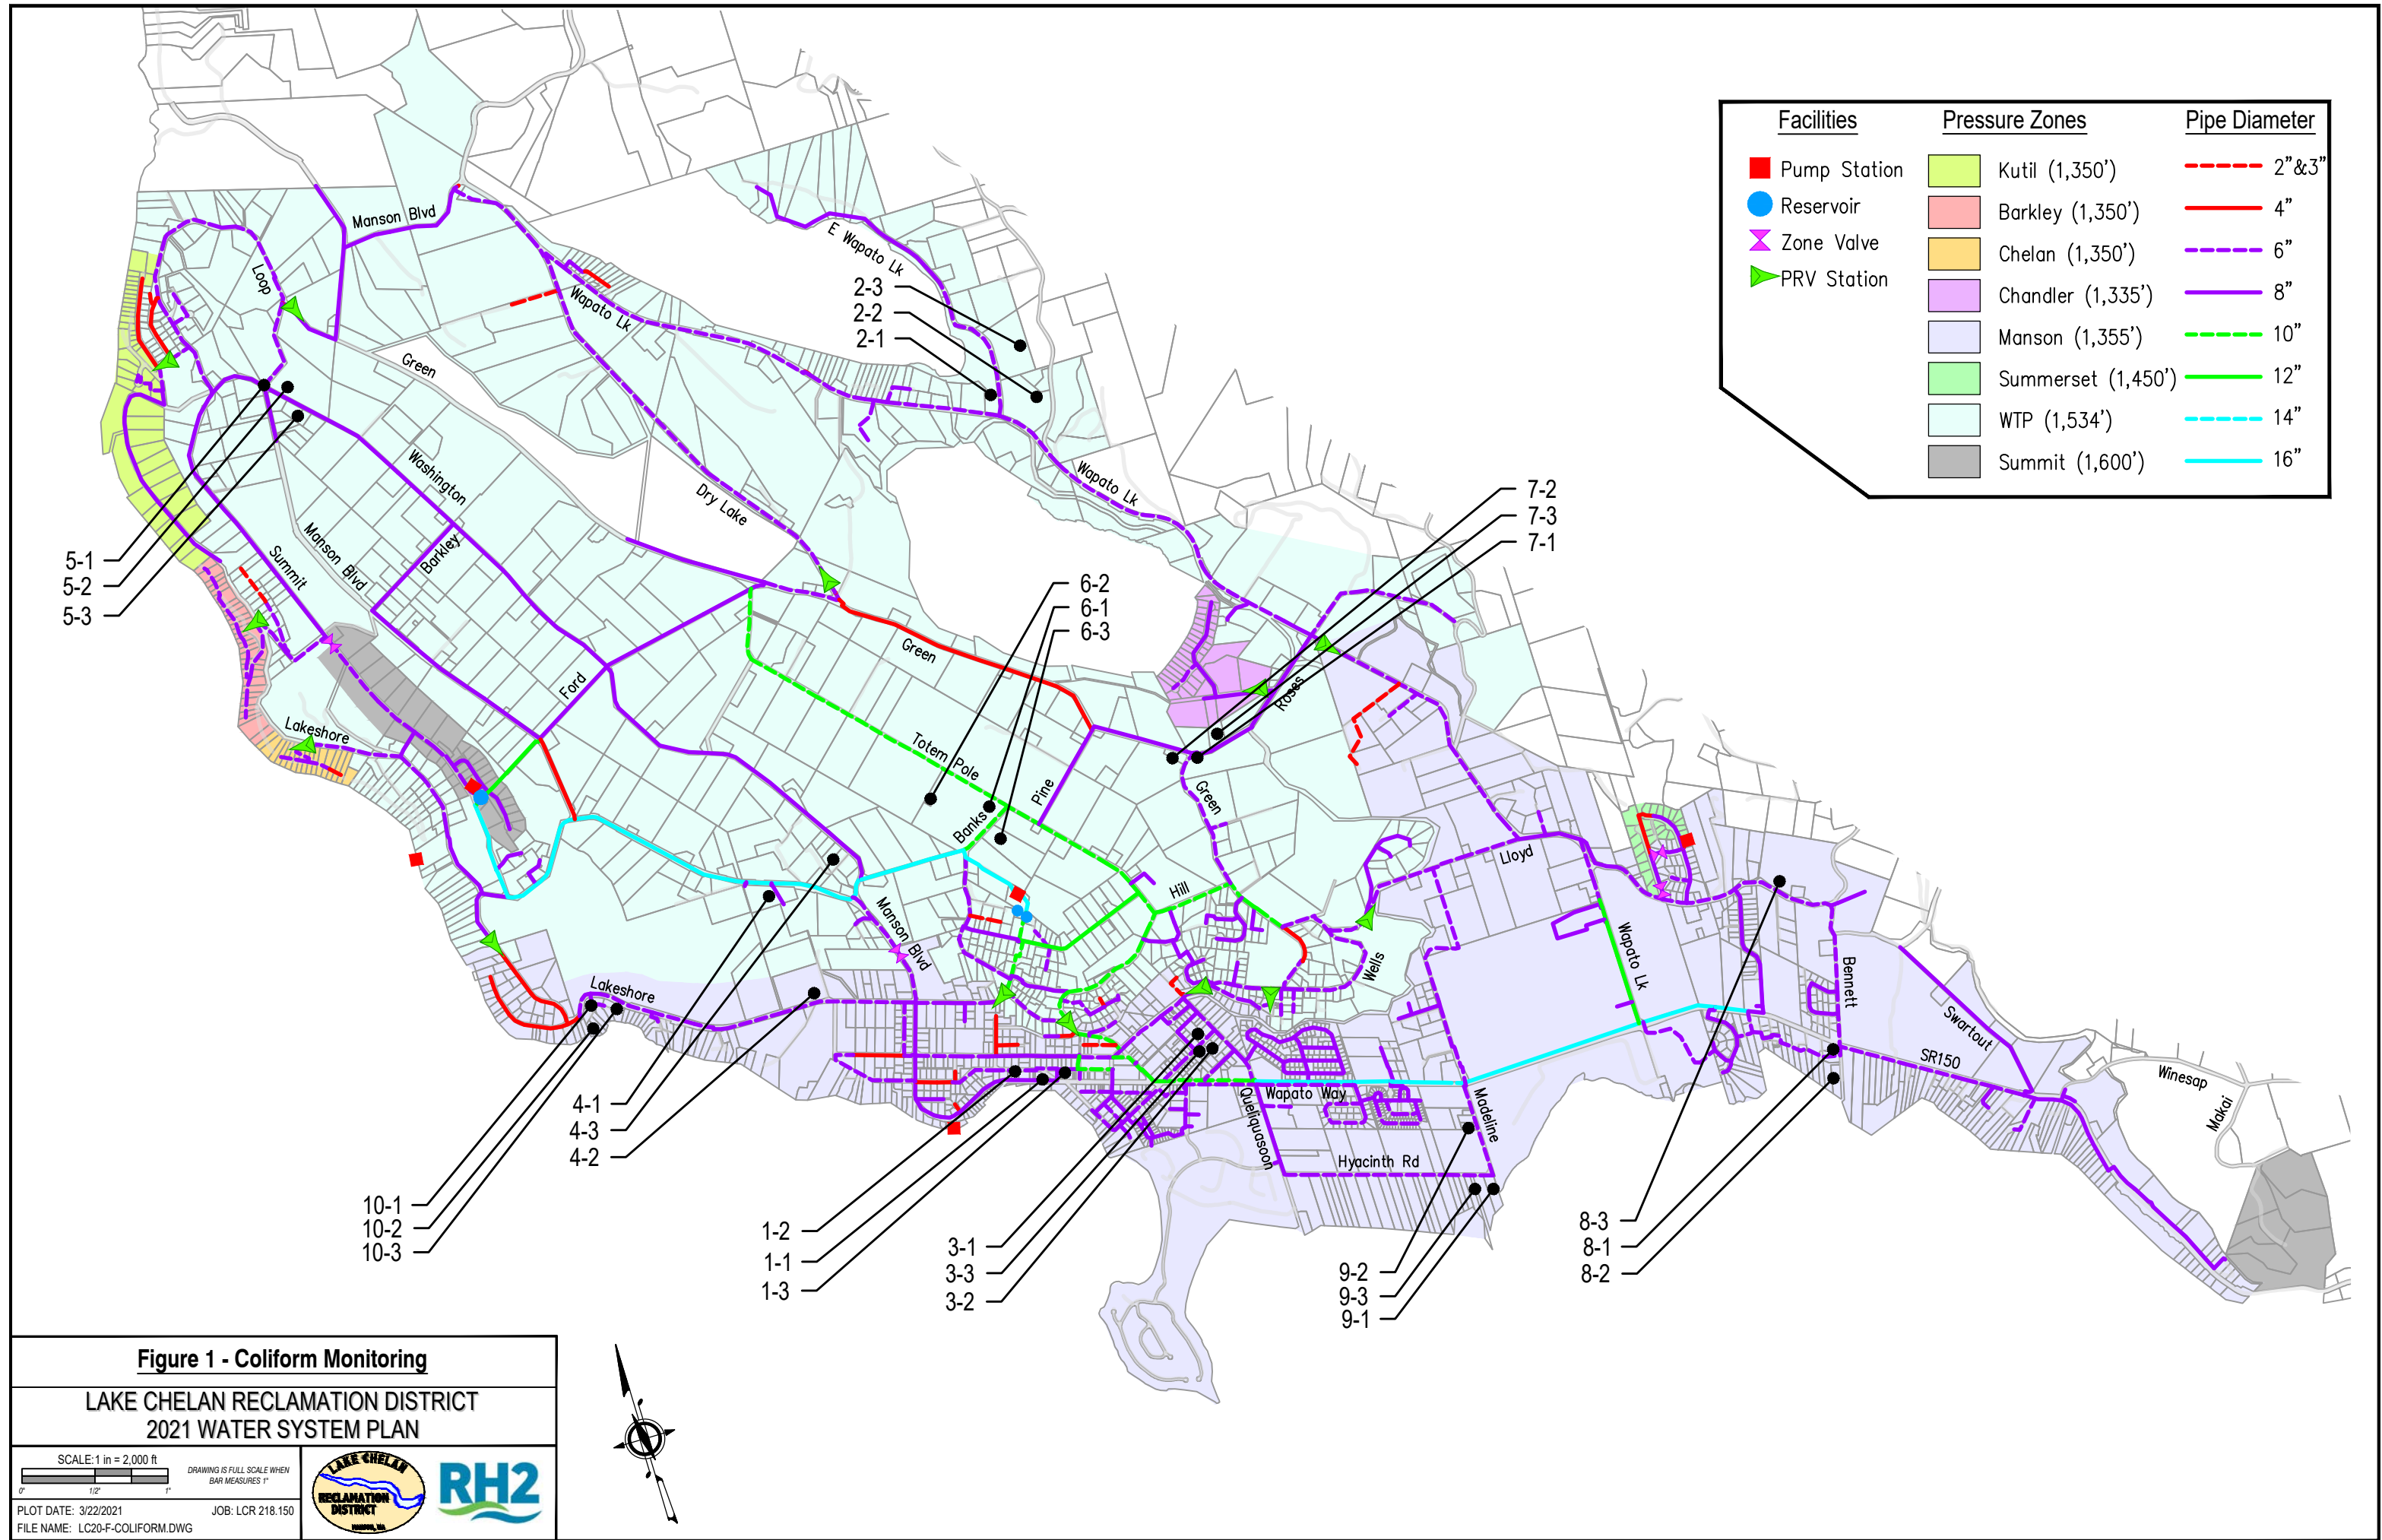 Facilities
Pump Station
Reservoir
Zone Valve
PRV Station
Pressure Zones
Kutil (1,350')
Barkley (1,350')
Chelan (1,350')
Chandler (1,335')
Manson (1,355')
Summerset (1,450')
WTP (1,534')
Summit (1,600')
Pipe Diameter
2”&3”
4”
6”
8”
10”
12”
14”
16”
Manson Blvd
E Wapato Lk
Loop
2-3
2-2
2-1
Wapato Lk
Green
Washington
Wapato Lk
Dry Lake
7-2
7-3
7-1
Manson Blvd
Barkley
Summit
5-1
5-2
5-3
6-2
6-1
6-3
Green
Ford
Roses
Lakeshore
Totem Pole
Pine
Green
Banks
Lloyd
Hill
Manson Blvd
Wapato Lk
Wells
Bennett
Lakeshore
Swartout
SR150
Winesap
Makai
Wapato Way
Quelquasoon
Madeline
Hyacinth Rd
4-1
4-3
4-2
10-1
10-2
10-3
1-2
1-1
1-3
3-1
3-3
3-2
9-2
9-3
9-1
8-3
8-1
8-2
Figure 1 - Coliform Monitoring
LAKE CHELAN RECLAMATION DISTRICT
2021 WATER SYSTEM PLAN
SCALE: 1 in = 2,000 ft
0" 1/2" 1"
DRAWING IS FULL SCALE WHEN
BAR MEASURES 1"
PLOT DATE: 3/22/2021 JOB: LCR 218.150
FILE NAME: LC20-F-COLIFORM.DWG
LAKE CHELAN
RECLAMATION
DISTRICT
MANSON, WA
RH2